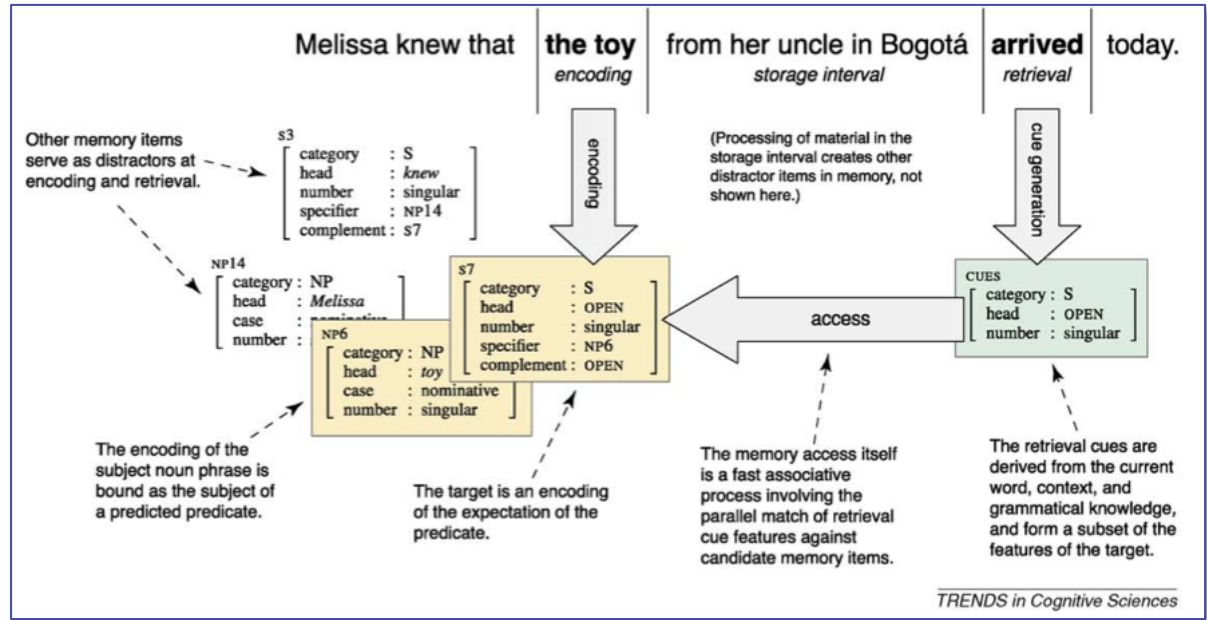 Melissa knew that the toy from her uncle in Bogotá arrived today.
encoding storage interval retrieval
Other memory items
serve as distractors at
encoding and retrieval.
S3
category : S
head : knew
number : singular
specifier : NP14
complement : S7
encoding
(Processing of material in the
storage interval creates other
distractor items in memory, not
shown here.)
cue generation
NP14
category : NP
head : Melissa
case : nominative
number :
NP6
category : NP
head : toy
case : nominative
number : singular
S7
category : S
head : OPEN
number : singular
specifier : NP6
complement : OPEN
access
CUES
category : S
head : OPEN
number : singular
The encoding of the
subject noun phrase is
bound as the subject of
a predicted predicate.
The target is an encoding
of the expectation of the
predicate.
The memory access itself
is a fast associative
process involving the
parallel match of retrieval
cue features against
candidate memory items.
The retrieval cues are
derived from the current
word, context, and
grammatical knowledge,
and form a subset of the
features of the target.
TRENDS in Cognitive Sciences